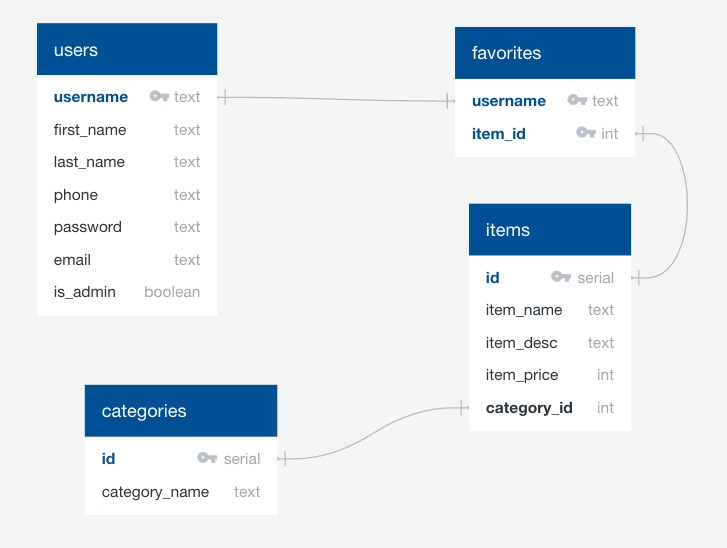 users
username text
first_name text
last_name text
phone text
password text
email text
is_admin boolean
favorites
username text
item_id int
items
id serial
item_name text
item_desc text
item_price int
category_id int
categories
id serial
category_name text